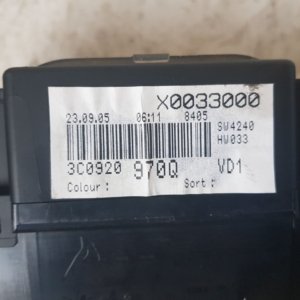 X0033000
23.09.05 06:11 8405
SW4240
HW033
3C0920 970Q VD1
Colour : Sort :